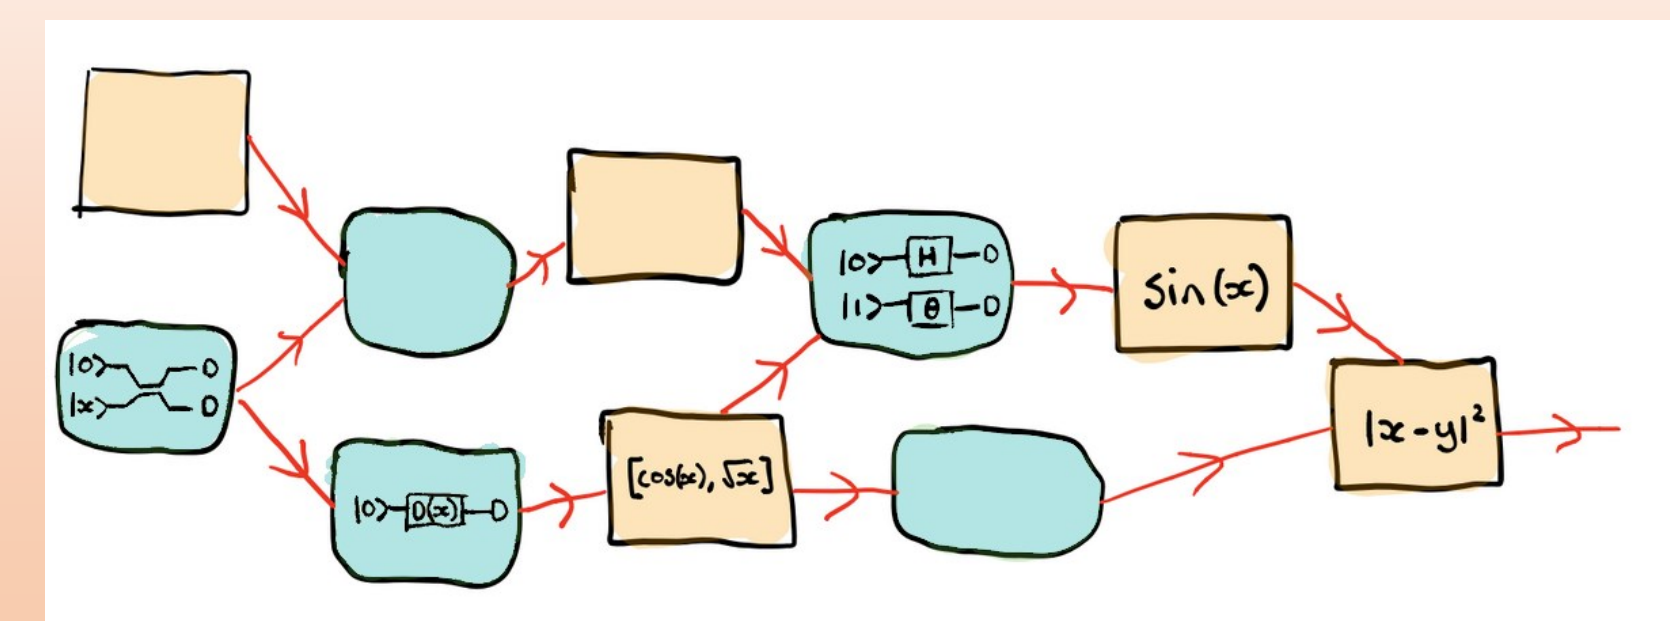 |0> D
|x> D
|0> D(x) D
[cos(x), √x]
|0> H D
|1> θ D
sin(x)
|x-y|²